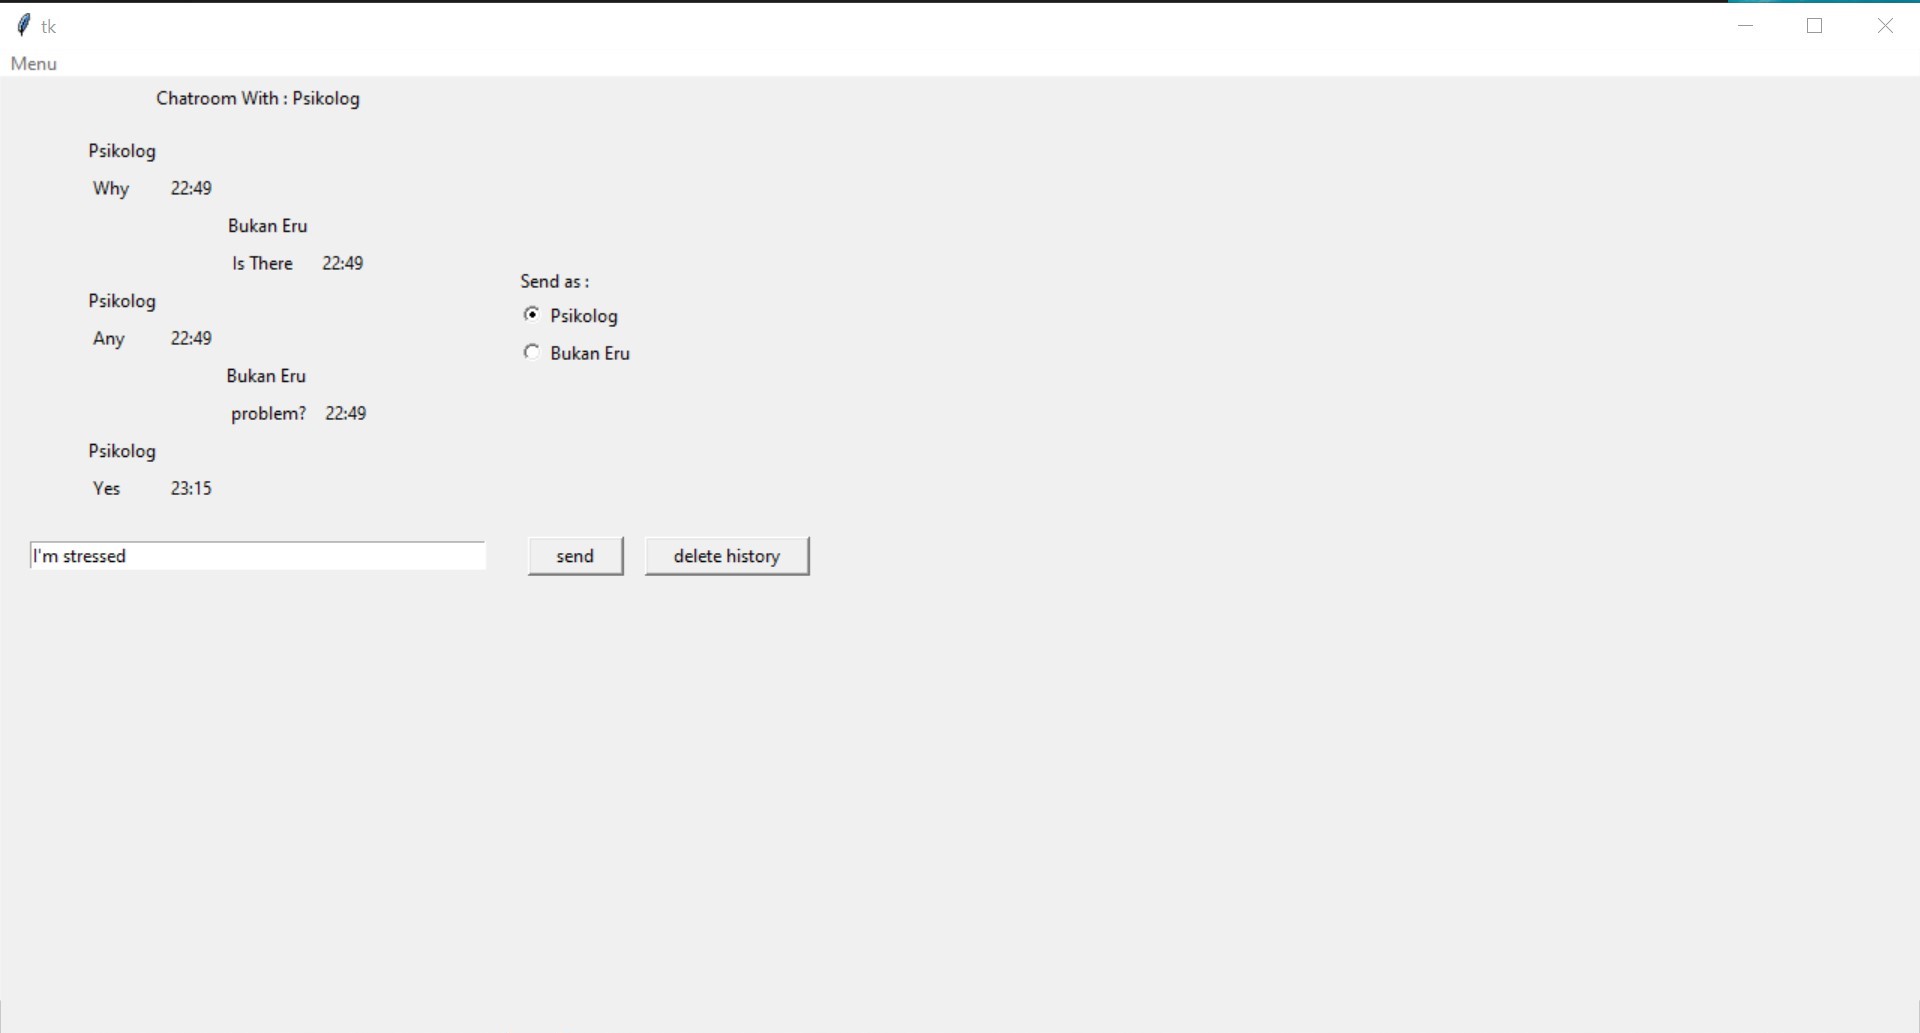 tk
Menu
Chatroom With : Psikolog
Psikolog
Why 22:49
Bukan Eru
Is There 22:49
Psikolog
Any 22:49
Bukan Eru
problem? 22:49
Psikolog
Yes 23:15
Send as :
Psikolog
Bukan Eru
I'm stressed
send
delete history